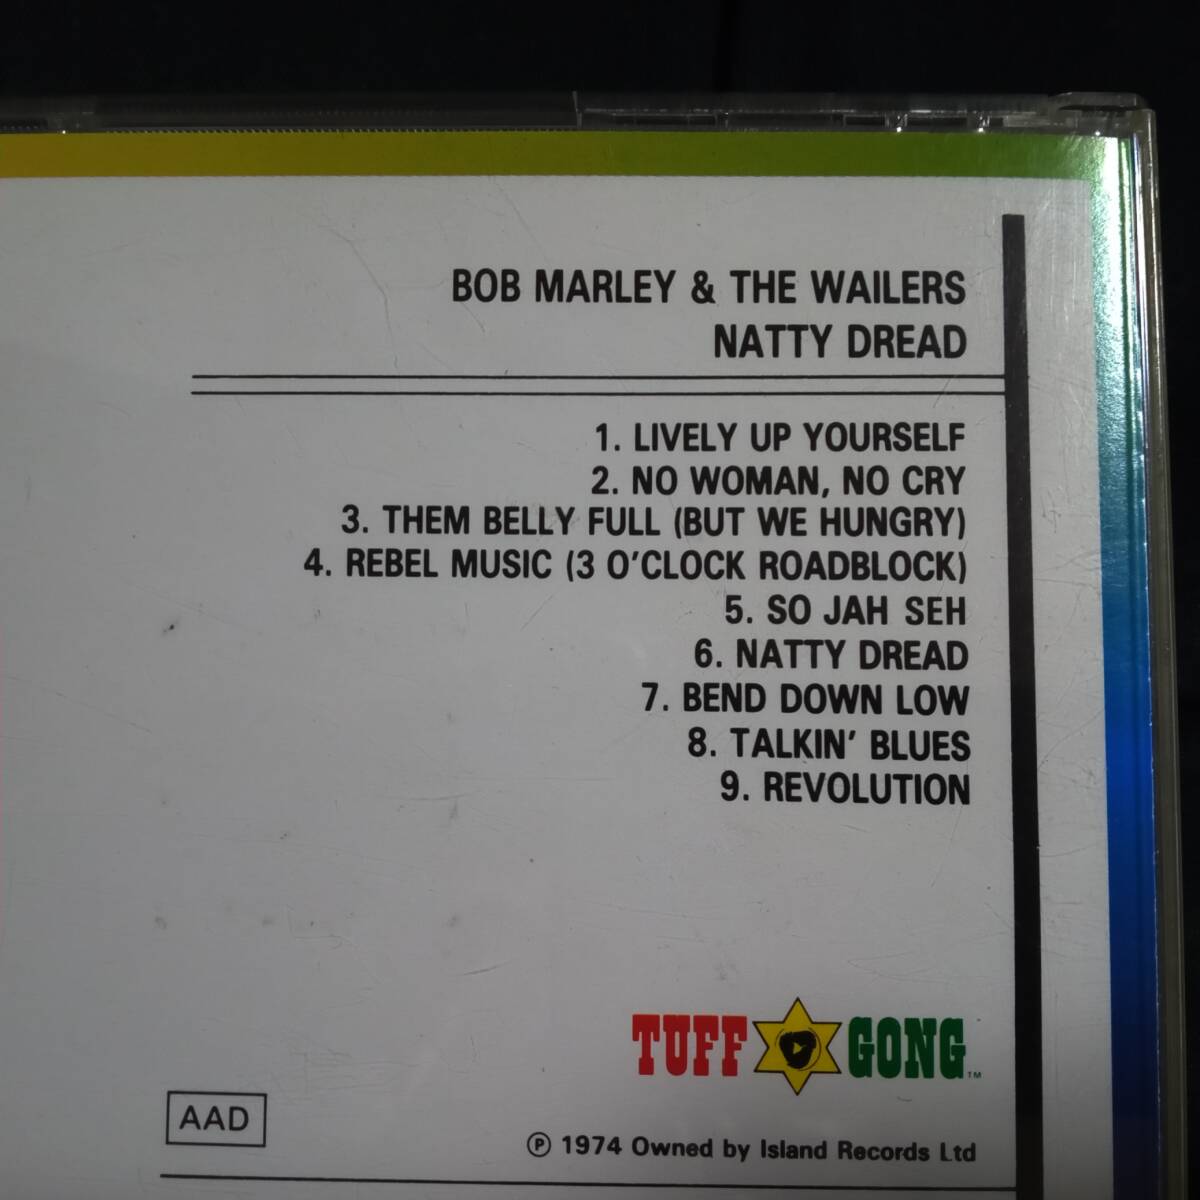 BOB MARLEY & THE WAILERS
NATTY DREAD
1. LIVELY UP YOURSELF
2. NO WOMAN, NO CRY
3. THEM BELLY FULL (BUT WE HUNGRY)
4. REBEL MUSIC (3 O'CLOCK ROADBLOCK)
5. SO JAH SEH
6. NATTY DREAD
7. BEND DOWN LOW
8. TALKIN' BLUES
9. REVOLUTION
TUFF GONG™
AAD
℗ 1974 Owned by Island Records Ltd